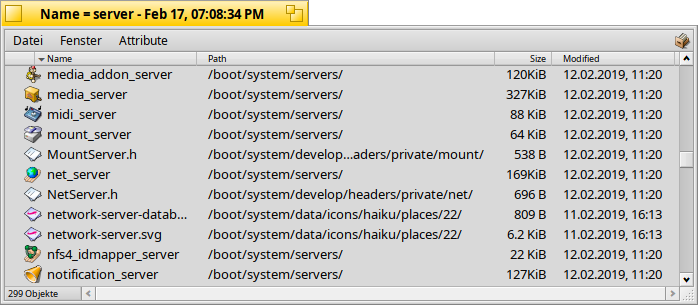 Name = server - Feb 17, 07:08:34 PM
Datei Fenster Attribute
Name Path Size Modified
media_addon_server /boot/system/servers/ 120KiB 12.02.2019, 11:20
media_server /boot/system/servers/ 327KiB 12.02.2019, 11:20
midi_server /boot/system/servers/ 88 KiB 12.02.2019, 11:20
mount_server /boot/system/servers/ 64 KiB 12.02.2019, 11:20
MountServer.h /boot/system/develop...aders/private/mount/ 538 B 12.02.2019, 11:20
net_server /boot/system/servers/ 169KiB 12.02.2019, 11:20
NetServer.h /boot/system/develop/headers/private/net/ 696 B 12.02.2019, 11:20
network-server-datab... /boot/system/data/icons/haiku/places/22/ 809 B 11.02.2019, 16:13
network-server.svg /boot/system/data/icons/haiku/places/22/ 6.2 KiB 11.02.2019, 16:13
nfs4_idmapper_server /boot/system/servers/ 22 KiB 12.02.2019, 11:20
notification_server /boot/system/servers/ 127KiB 12.02.2019, 11:20
299 Objekte